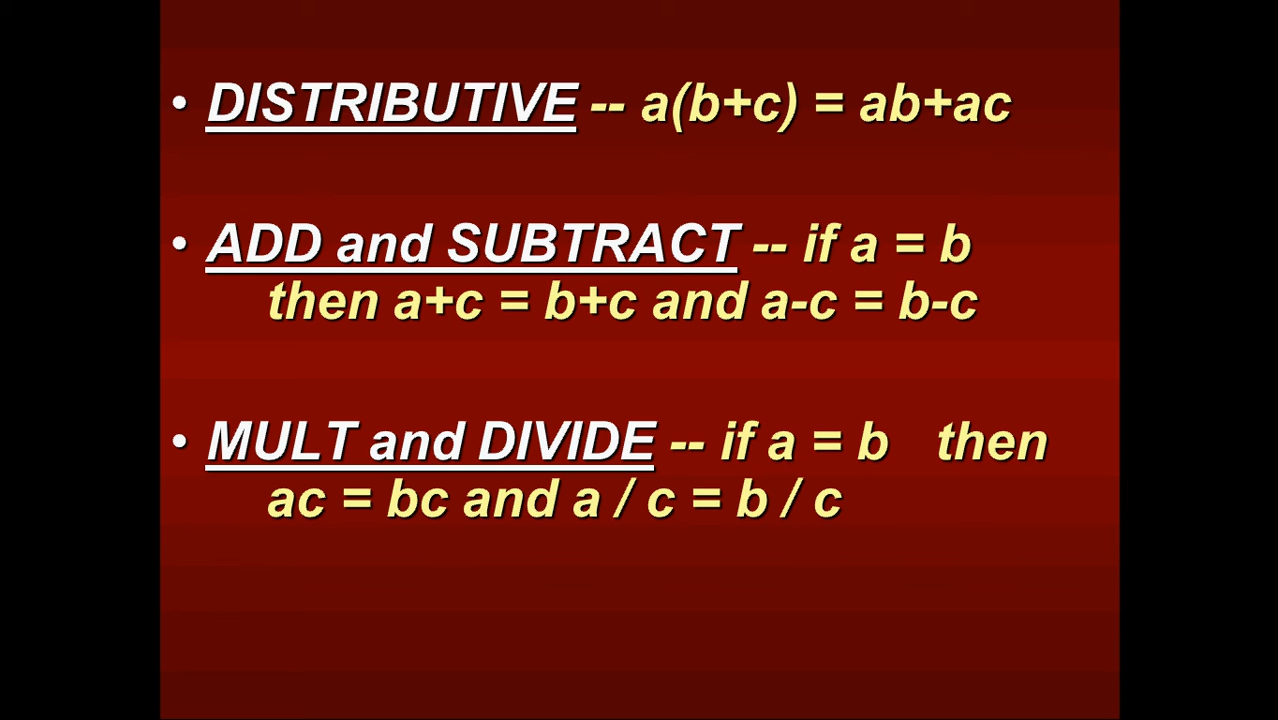 • DISTRIBUTIVE -- a(b+c) = ab+ac
• ADD and SUBTRACT -- if a = b
then a+c = b+c and a-c = b-c
• MULT and DIVIDE -- if a = b then
ac = bc and a / c = b / c